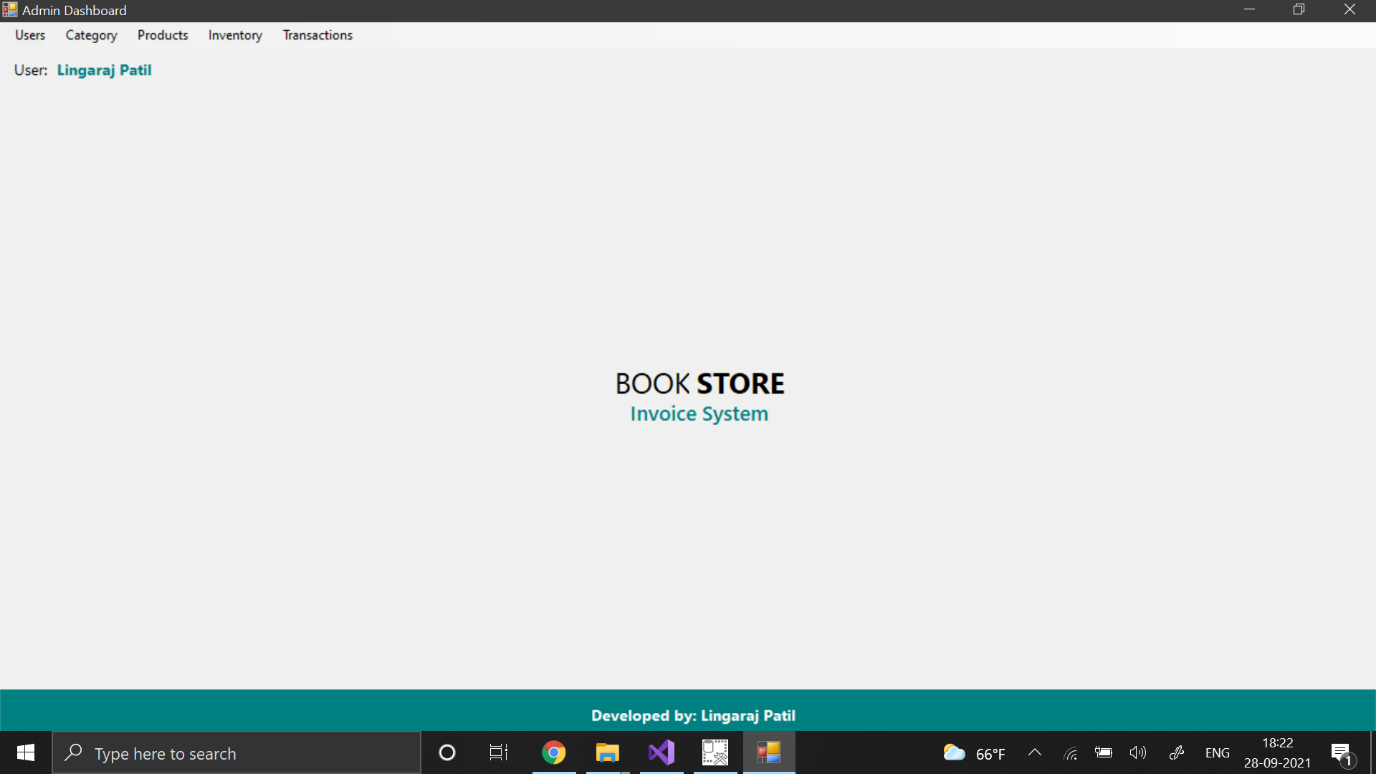 Admin Dashboard
Users Category Products Inventory Transactions
User: Lingaraj Patil
BOOK STORE
Invoice System
Developed by: Lingaraj Patil
Type here to search
66°F
ENG
18:22
28-09-2021
1